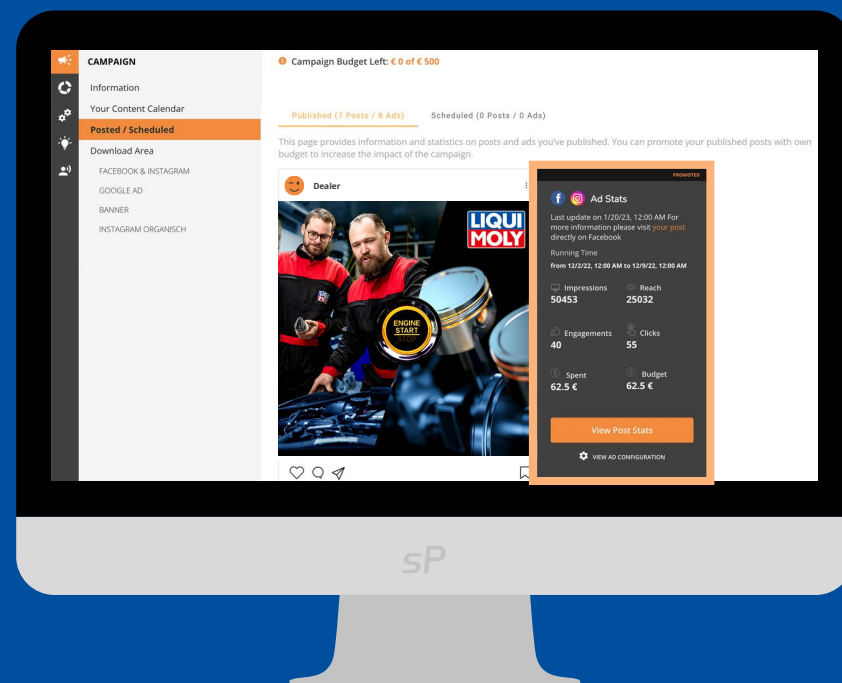 CAMPAIGN
Information
Your Content Calendar
Posted / Scheduled
Download Area
FACEBOOK & INSTAGRAM
GOOGLE AD
BANNER
INSTAGRAM ORGANISCH
Campaign Budget Left: € 0 of € 500
Published (7 Posts / 8 Ads) Scheduled (0 Posts / 0 Ads)
This page provides information and statistics on posts and ads you've published. You can promote your published posts with own
budget to increase the impact of the campaign.
Dealer
LIQUI
MOLY
ENGINE
START
STOP
PROMOTED
Ad Stats
Last update on 1/20/23, 12:00 AM For
more information please visit your post
directly on Facebook
Running Time
from 12/2/22, 12:00 AM to 12/9/22, 12:00 AM
Impressions Reach
50453 25032
Engagements Clicks
40 55
Spent Budget
62.5 € 62.5 €
View Post Stats
VIEW AD CONFIGURATION
sP